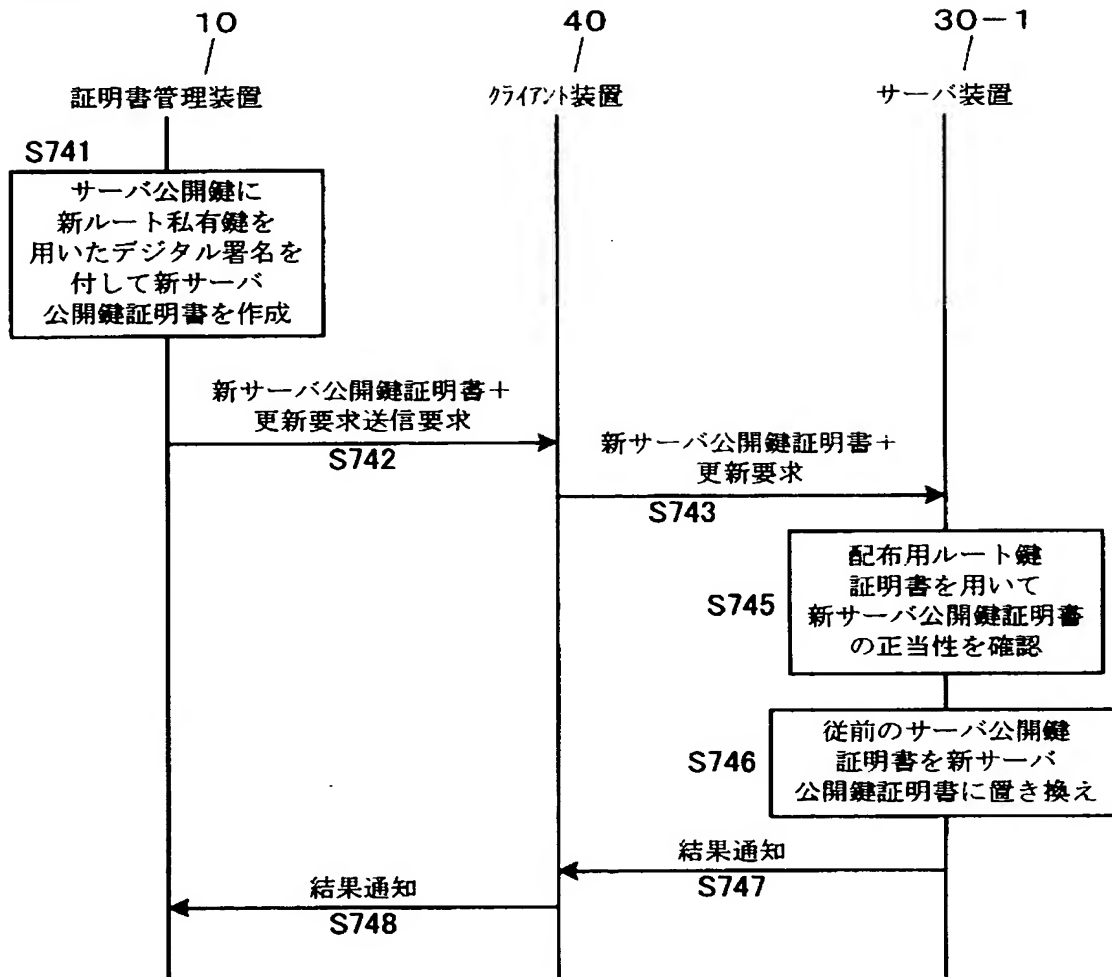 10
40
30-1
証明書管理装置
クライアント装置
サーバ装置
S741
サーバ公開鍵に
新ルート私有鍵を
用いたデジタル署名を
付して新サーバ
公開鍵証明書を作成
新サーバ公開鍵証明書+
更新要求送信要求
S742
新サーバ公開鍵証明書+
更新要求
S743
配布用ルート鍵
証明書を用いて
新サーバ公開鍵証明書
の正当性を確認
S745
従前のサーバ公開鍵
証明書を新サーバ
公開鍵証明書に置き換え
S746
結果通知
S747
結果通知
S748